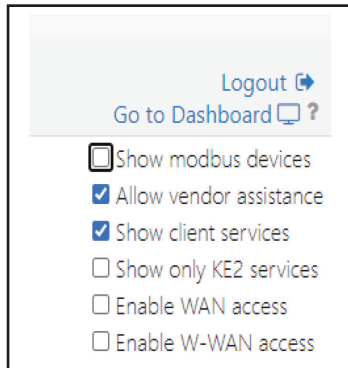 Logout
Go to Dashboard ?
Show modbus devices
Allow vendor assistance
Show client services
Show only KE2 services
Enable WAN access
Enable W-WAN access